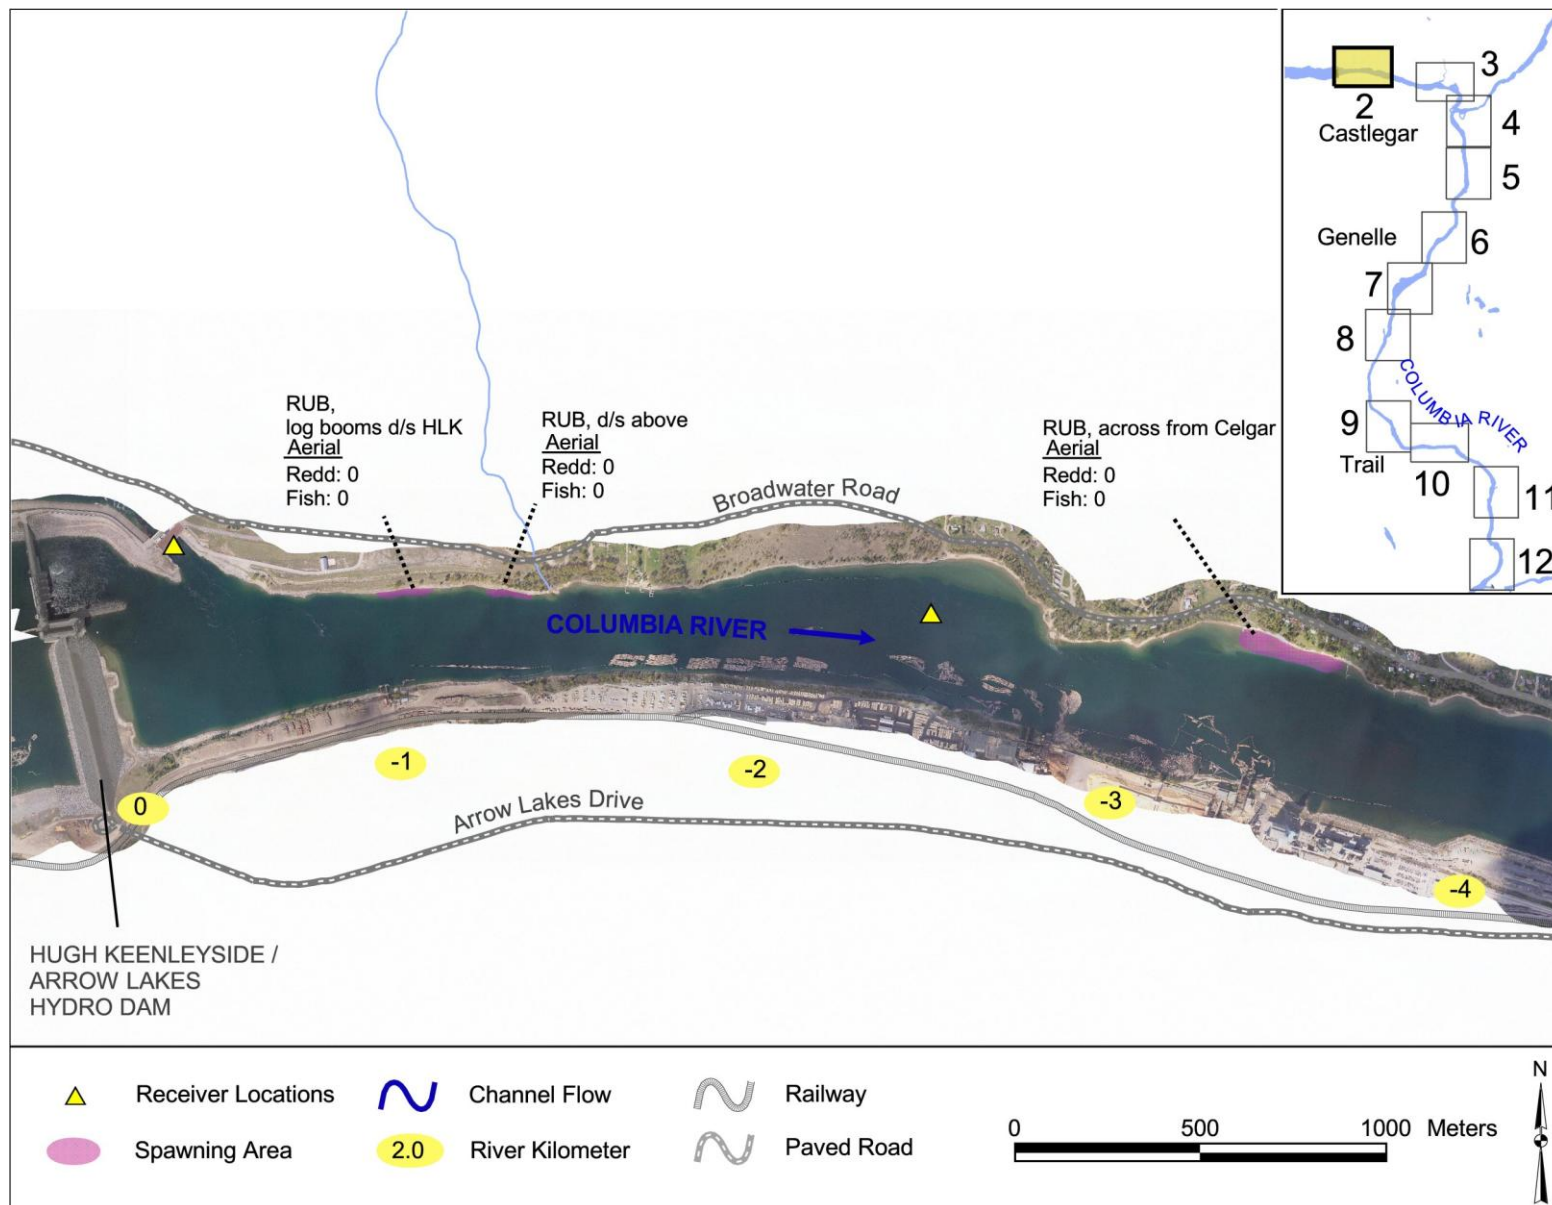 3
2
Castlegar
4
5
Genelle
6
7
8
COLUMBIA RIVER
9
Trail
10
11
12
RUB,
log booms d/s HLK
Aerial
Redd: 0
Fish: 0
RUB, d/s above
Aerial
Redd: 0
Fish: 0
RUB, across from Celgar
Aerial
Redd: 0
Fish: 0
Broadwater Road
COLUMBIA RIVER
0
-1
-2
-3
-4
Arrow Lakes Drive
HUGH KEENLEYSIDE /
ARROW LAKES
HYDRO DAM
Receiver Locations
Channel Flow
Railway
Spawning Area
2.0
River Kilometer
Paved Road
0 500 1000 Meters
N